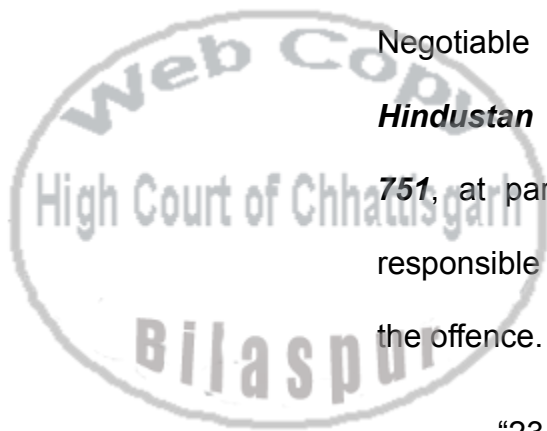 Negotiable
Hindustan
751, at par
responsible
the offence.
"23
Web Copy
High Court of Chhattisgarh
Bilaspur